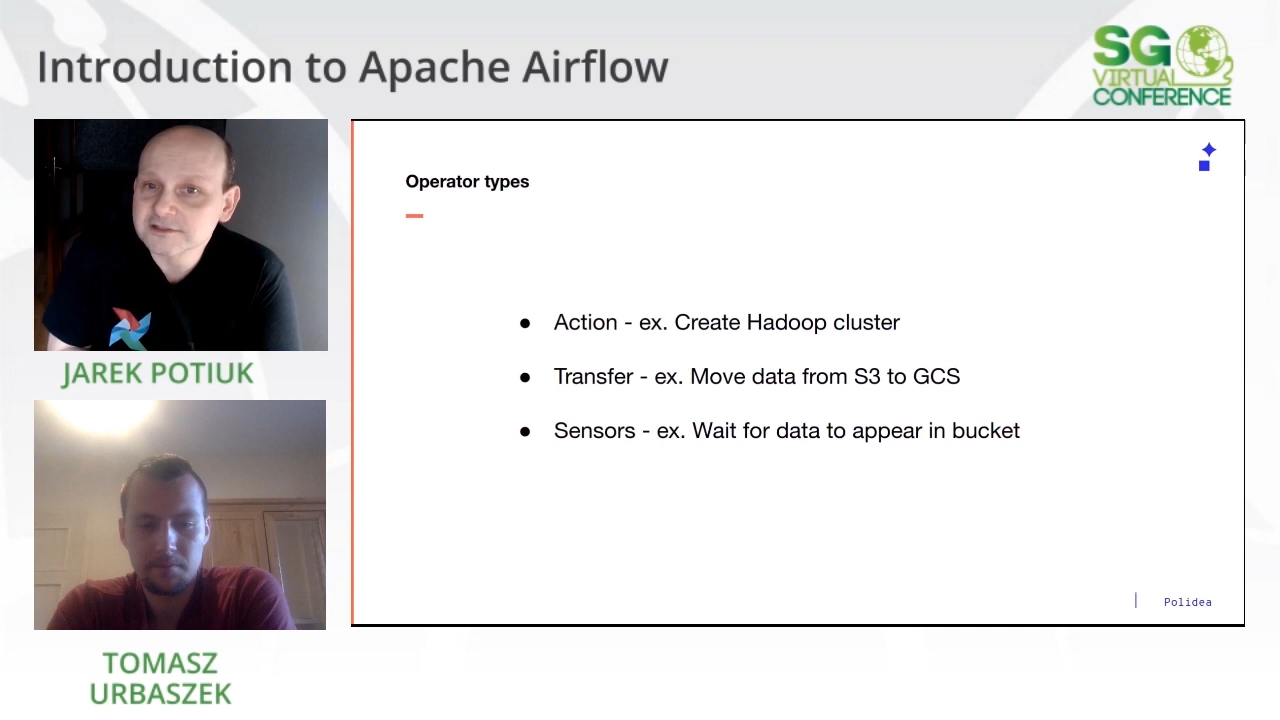 Introduction to Apache Airflow
SG
VIRTUAL
CONFERENCE
JAREK POTIUK
TOMASZ
URBASZEK
Operator types
● Action - ex. Create Hadoop cluster
● Transfer - ex. Move data from S3 to GCS
● Sensors - ex. Wait for data to appear in bucket
| Polidea